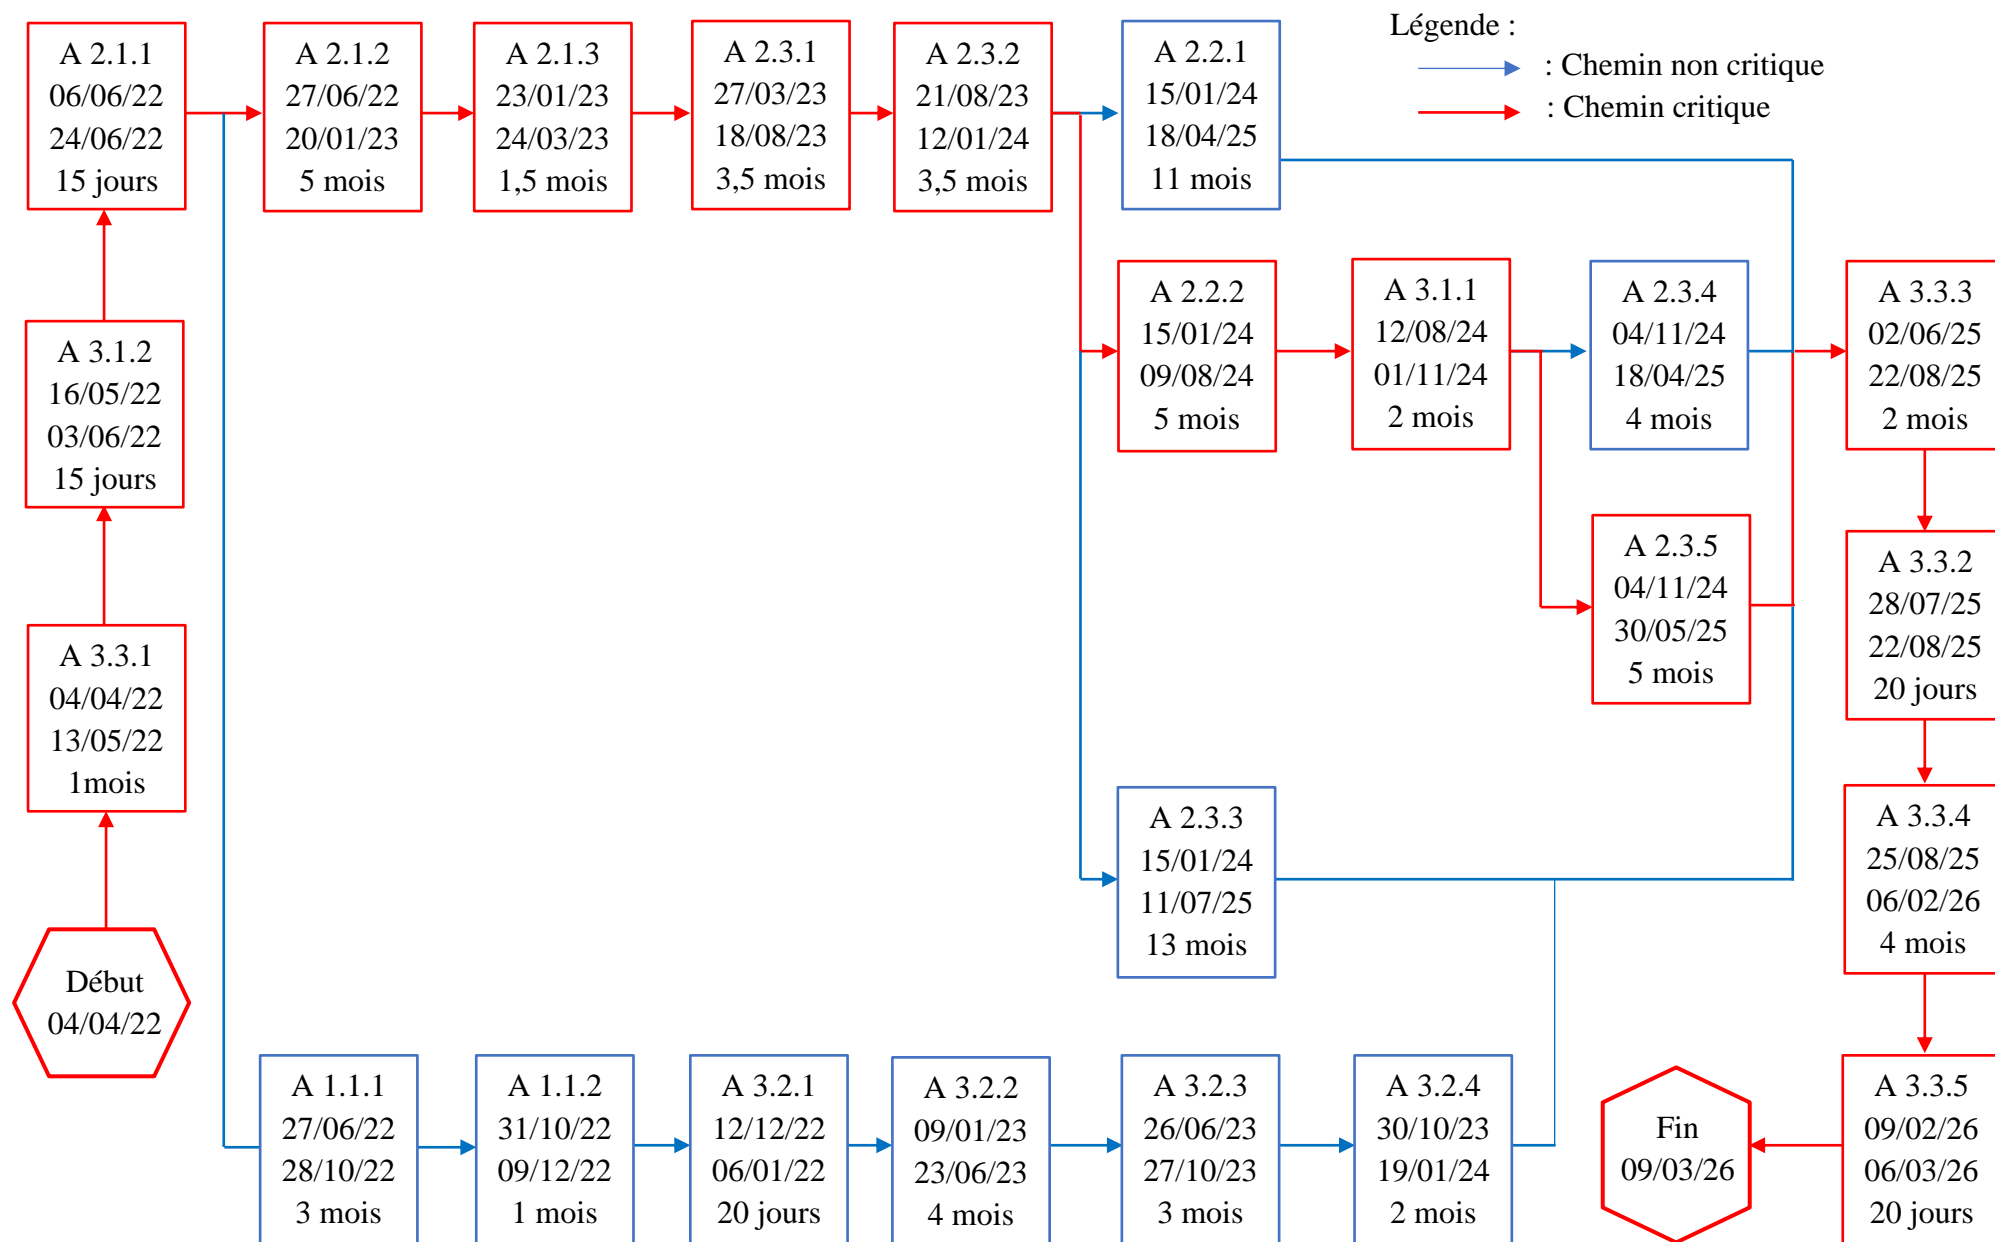 Légende :
: Chemin non critique
: Chemin critique
A 2.1.1
06/06/22
24/06/22
15 jours
A 2.1.2
27/06/22
20/01/23
5 mois
A 2.1.3
23/01/23
24/03/23
1,5 mois
A 2.3.1
27/03/23
18/08/23
3,5 mois
A 2.3.2
21/08/23
12/01/24
3,5 mois
A 2.2.1
15/01/24
18/04/25
11 mois
A 3.1.2
16/05/22
03/06/22
15 jours
A 2.2.2
15/01/24
09/08/24
5 mois
A 3.1.1
12/08/24
01/11/24
2 mois
A 2.3.4
04/11/24
18/04/25
4 mois
A 3.3.3
02/06/25
22/08/25
2 mois
A 2.3.5
04/11/24
30/05/25
5 mois
A 3.3.2
28/07/25
22/08/25
20 jours
A 3.3.1
04/04/22
13/05/22
1mois
A 2.3.3
15/01/24
11/07/25
13 mois
A 3.3.4
25/08/25
06/02/26
4 mois
Début
04/04/22
A 1.1.1
27/06/22
28/10/22
3 mois
A 1.1.2
31/10/22
09/12/22
1 mois
A 3.2.1
12/12/22
06/01/22
20 jours
A 3.2.2
09/01/23
23/06/23
4 mois
A 3.2.3
26/06/23
27/10/23
3 mois
A 3.2.4
30/10/23
19/01/24
2 mois
Fin
09/03/26
A 3.3.5
09/02/26
06/03/26
20 jours